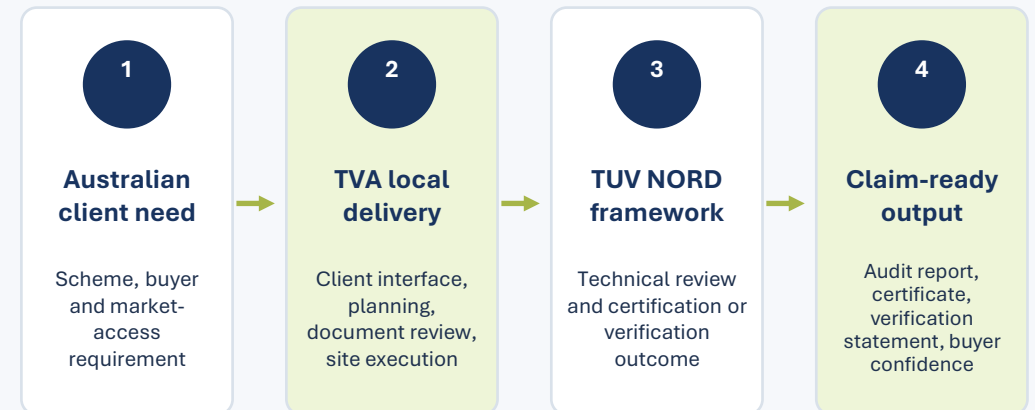 1
Australian
client need
Scheme, buyer
and market-
access
requirement
2
TVA local
delivery
Client interface,
planning,
document review,
site execution
3
TUV NORD
framework
Technical review
and certification or
verification
outcome
4
Claim-ready
output
Audit report,
certificate,
verification
statement, buyer
confidence